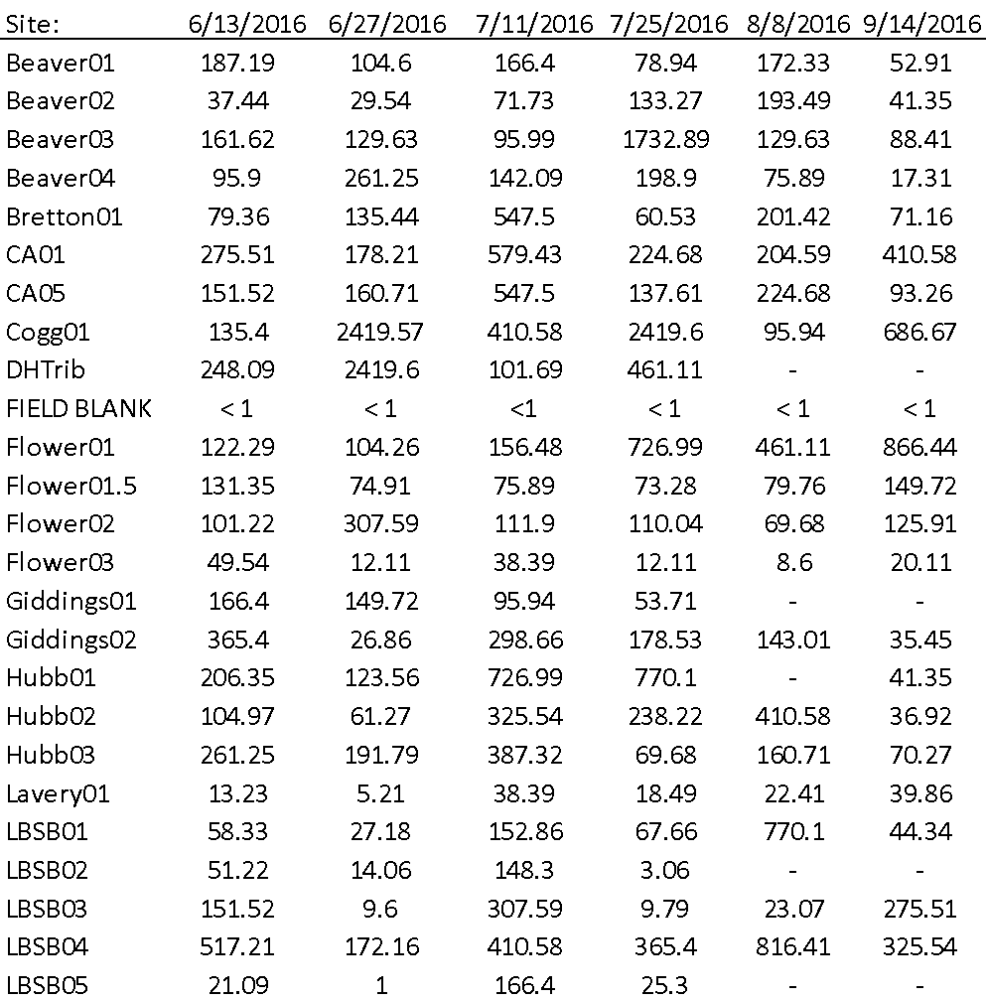 Site: 6/13/2016 6/27/2016 7/11/2016 7/25/2016 8/8/2016 9/14/2016
Beaver01 187.19 104.6 166.4 78.94 172.33 52.91
Beaver02 37.44 29.54 71.73 133.27 193.49 41.35
Beaver03 161.62 129.63 95.99 1732.89 129.63 88.41
Beaver04 95.9 261.25 142.09 198.9 75.89 17.31
Bretton01 79.36 135.44 547.5 60.53 201.42 71.16
CA01 275.51 178.21 579.43 224.68 204.59 410.58
CA05 151.52 160.71 547.5 137.61 224.68 93.26
Cogg01 135.4 2419.57 410.58 2419.6 95.94 686.67
DHTrib 248.09 2419.6 101.69 461.11 - -
FIELD BLANK < 1 < 1 <1 < 1 < 1 < 1
Flower01 122.29 104.26 156.48 726.99 461.11 866.44
Flower01.5 131.35 74.91 75.89 73.28 79.76 149.72
Flower02 101.22 307.59 111.9 110.04 69.68 125.91
Flower03 49.54 12.11 38.39 12.11 8.6 20.11
Giddings01 166.4 149.72 95.94 53.71 - -
Giddings02 365.4 26.86 298.66 178.53 143.01 35.45
Hubb01 206.35 123.56 726.99 770.1 - 41.35
Hubb02 104.97 61.27 325.54 238.22 410.58 36.92
Hubb03 261.25 191.79 387.32 69.68 160.71 70.27
Lavery01 13.23 5.21 38.39 18.49 22.41 39.86
LBSB01 58.33 27.18 152.86 67.66 770.1 44.34
LBSB02 51.22 14.06 148.3 3.06 - -
LBSB03 151.52 9.6 307.59 9.79 23.07 275.51
LBSB04 517.21 172.16 410.58 365.4 816.41 325.54
LBSB05 21.09 1 166.4 25.3 - -